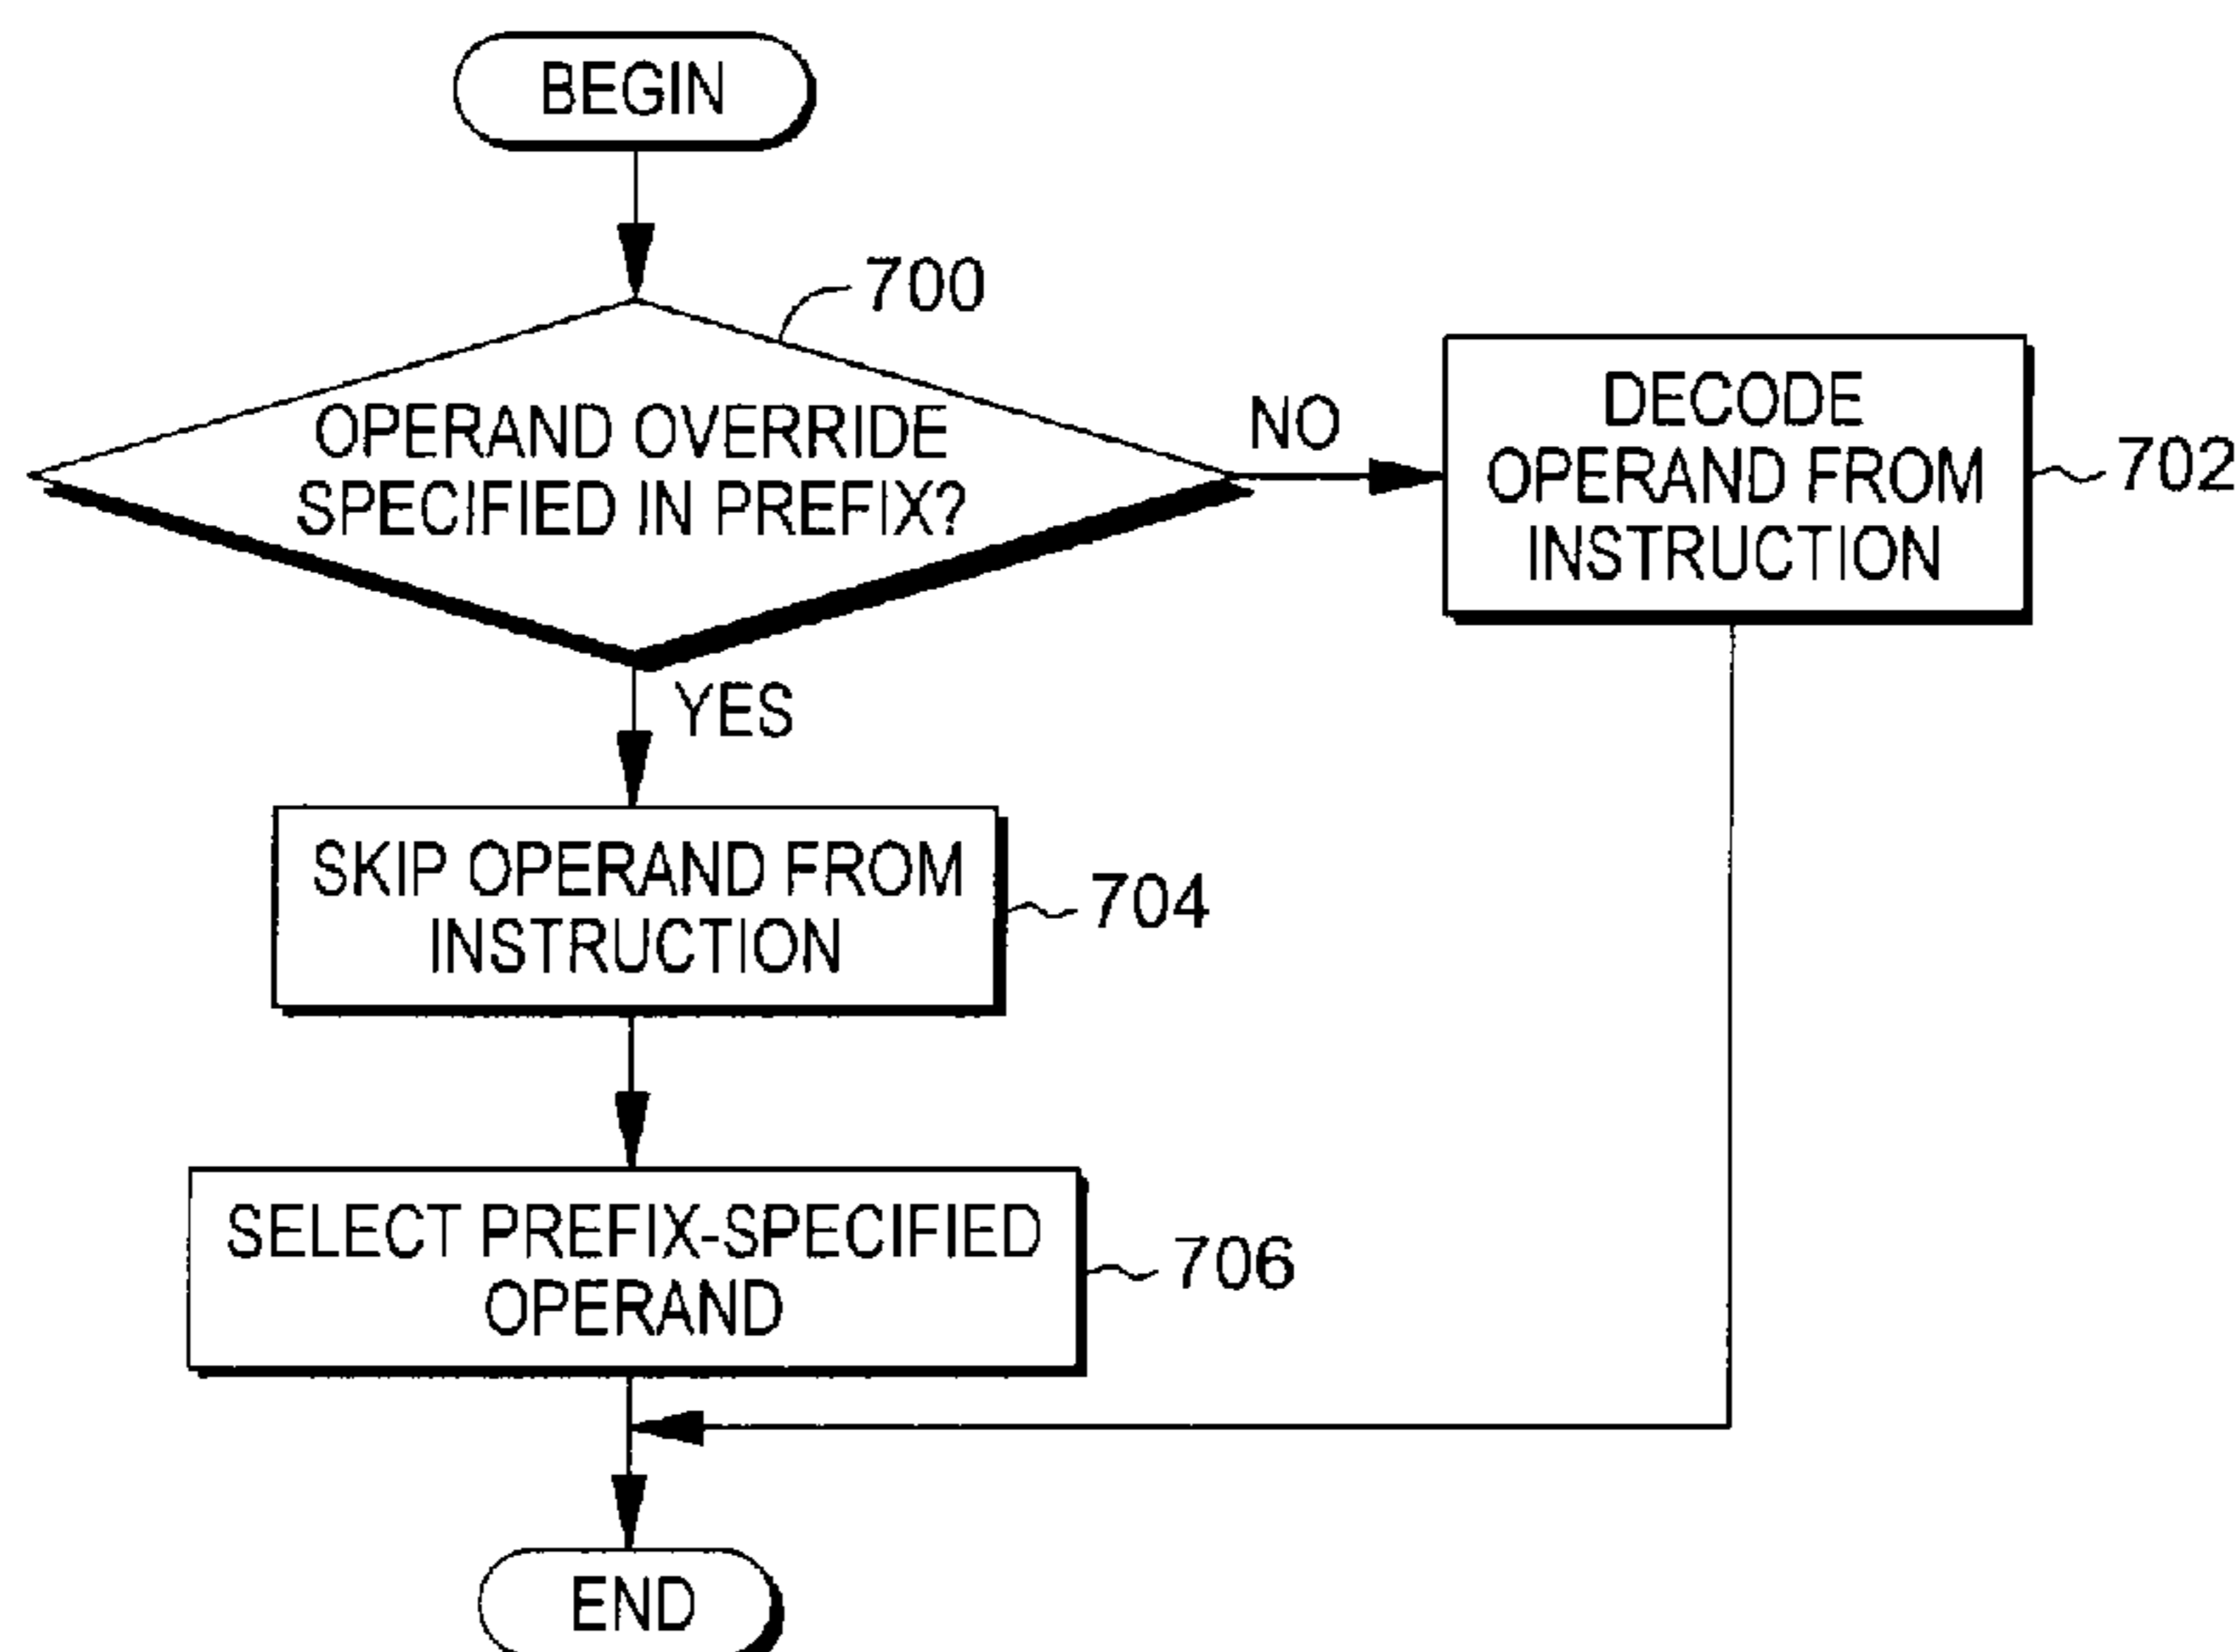 BEGIN
700
OPERAND OVERRIDE
SPECIFIED IN PREFIX?
NO
DECODE
OPERAND FROM
INSTRUCTION
702
YES
SKIP OPERAND FROM
INSTRUCTION
704
SELECT PREFIX-SPECIFIED
OPERAND
706
END